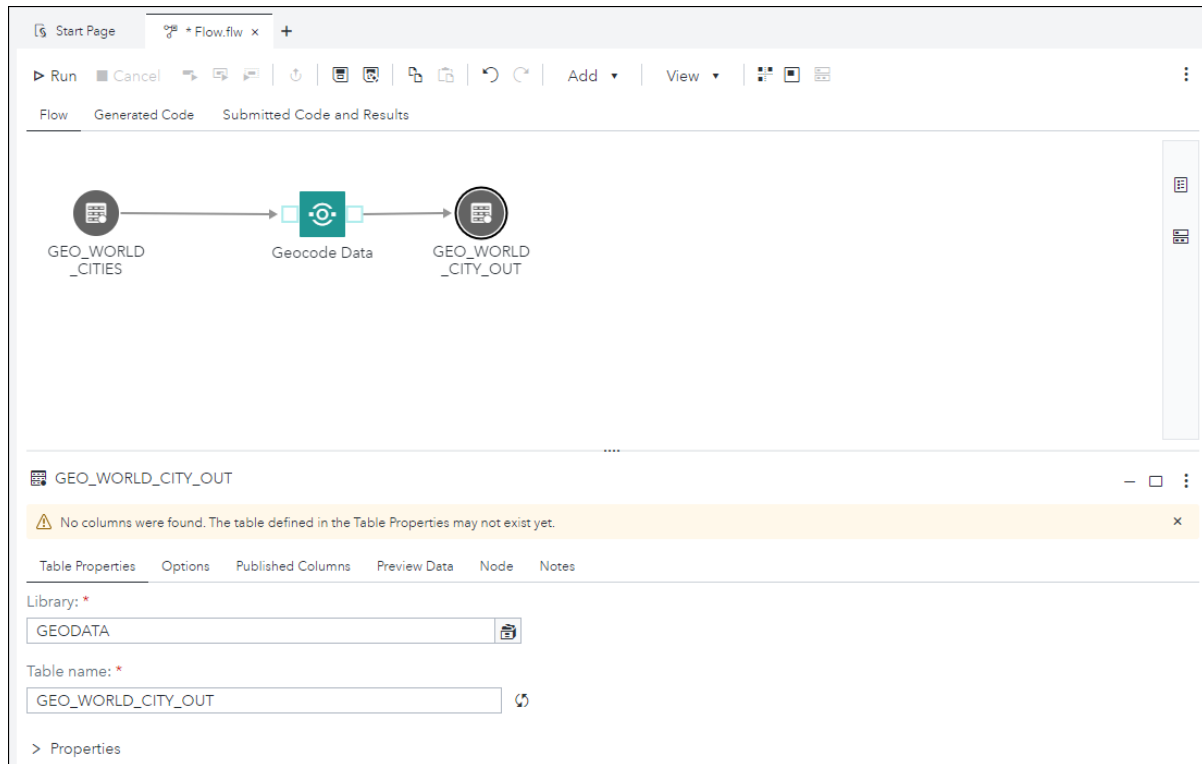 Start Page
* Flow.flw × +
Run Cancel Add View
Flow Generated Code Submitted Code and Results
GEO_WORLD
_CITIES
Geocode Data
GEO_WORLD
_CITY_OUT
GEO_WORLD_CITY_OUT
No columns were found. The table defined in the Table Properties may not exist yet.
Table Properties Options Published Columns Preview Data Node Notes
Library: *
GEODATA
Table name: *
GEO_WORLD_CITY_OUT
Properties